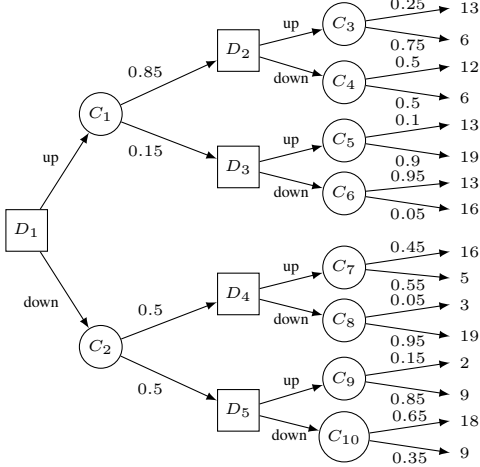 0.25
13
C3
up
0.75
6
D2
0.5
12
0.85
down
C4
0.5
6
C1
0.1
13
up
C5
0.15
0.9
19
D3
0.95
13
up
down
C6
0.05
16
D1
0.45
16
up
C7
0.55
5
down
D4
0.05
3
0.5
down
C8
0.95
19
C2
0.15
2
up
C9
0.5
0.85
9
D5
0.65
18
down
C10
0.35
9